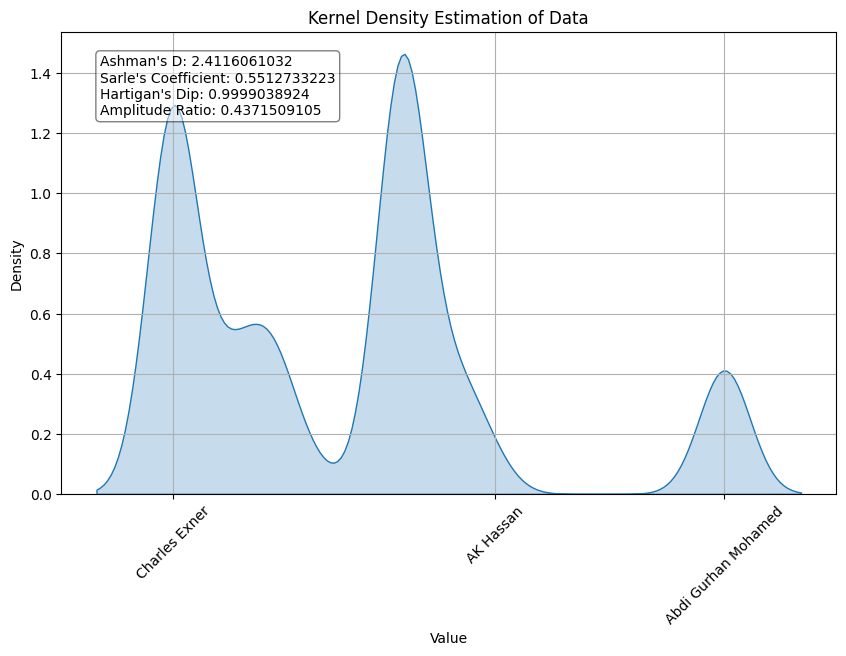 Kernel Density Estimation of Data
Ashman's D: 2.4116061032
Sarle's Coefficient: 0.5512733223
Hartigan's Dip: 0.9999038924
Amplitude Ratio: 0.4371509105
Density
1.4
1.2
1.0
0.8
0.6
0.4
0.2
0.0
Charles Exner
AK Hassan
Abdi Gurhan Mohamed
Value